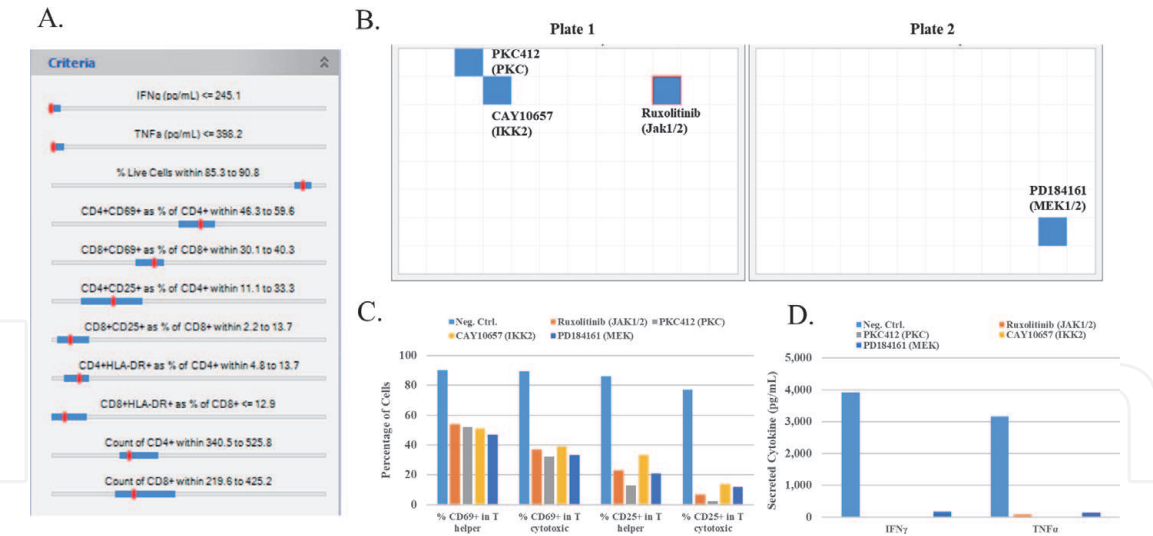 A.
Criteria
IFNg (pg/mL) <= 245.1
TNFa (pg/mL) <= 398.2
% Live Cells within 85.3 to 90.8
CD4+CD69+ as % of CD4+ within 46.3 to 59.6
CD8+CD69+ as % of CD8+ within 30.1 to 40.3
CD4+CD25+ as % of CD4+ within 11.1 to 33.3
CD8+CD25+ as % of CD8+ within 2.2 to 13.7
CD4+HLA-DR+ as % of CD4+ within 4.8 to 13.7
CD8+HLA-DR+ as % of CD8+ <= 12.9
Count of CD4+ within 340.5 to 525.8
Count of CD8+ within 219.6 to 425.2
B.
Plate 1
PKC412
(PKC)
CAY10657
(IKK2)
Ruxolitinib
(Jak1/2)
Plate 2
PD184161
(MEK1/2)
C.
Neg. Ctrl. Ruxolitinib (JAK1/2) PKC412 (PKC)
CAY10657 (IKK2) PD184161 (MEK)
Percentage of Cells
100
80
60
40
20
0
% CD69+ in T helper
% CD69+ in T cytotoxic
% CD25+ in T helper
% CD25+ in T cytotoxic
D.
Neg. Ctrl. Ruxolitinib (JAK1/2)
PKC412 (PKC) CAY10657 (IKK2)
PD184161 (MEK)
Secreted Cytokine (pg/mL)
5,000
4,000
3,000
2,000
1,000
0
IFNγ TNFα